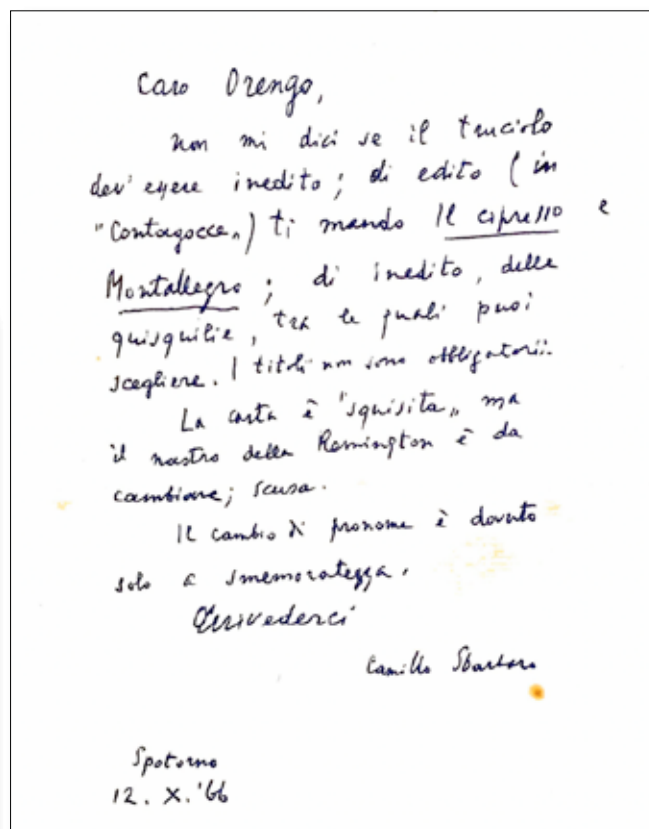 Caro Orengo,
non mi dici se il truciolo
dev'essere inedito; di edito (in
"Contagocce") ti mando Il cipresso e
Montallegro; di inedito, delle
quisquilie, tra le quali puoi
scegliere. I titoli non sono obbligatorii.
La carta è "squisita", ma
il nastro della Remington è da
cambiare; scusa.
Il cambio di pronome è dovuto
solo a smemoratezza.
Arrivederci
Camillo Sbarbaro
Spotorno
12. X. '66